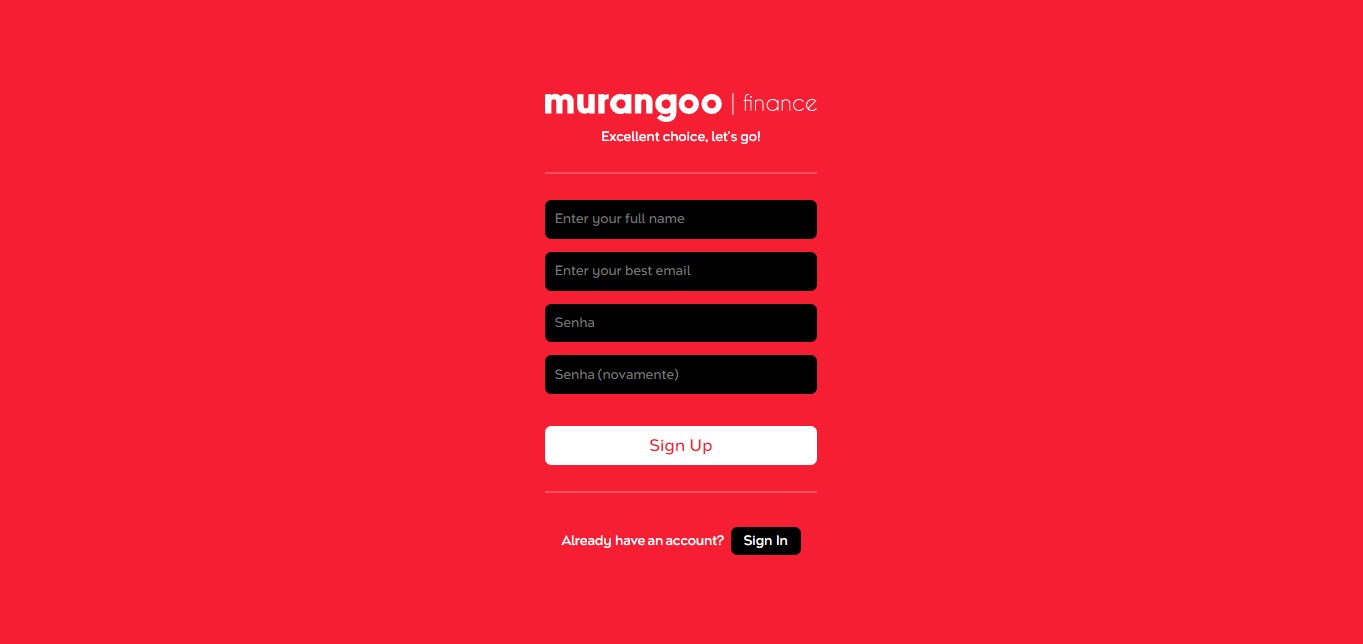 murangoo | finance
Excellent choice, let's go!
Enter your full name
Enter your best email
Senha
Senha (novamente)
Sign Up
Already have an account? Sign In